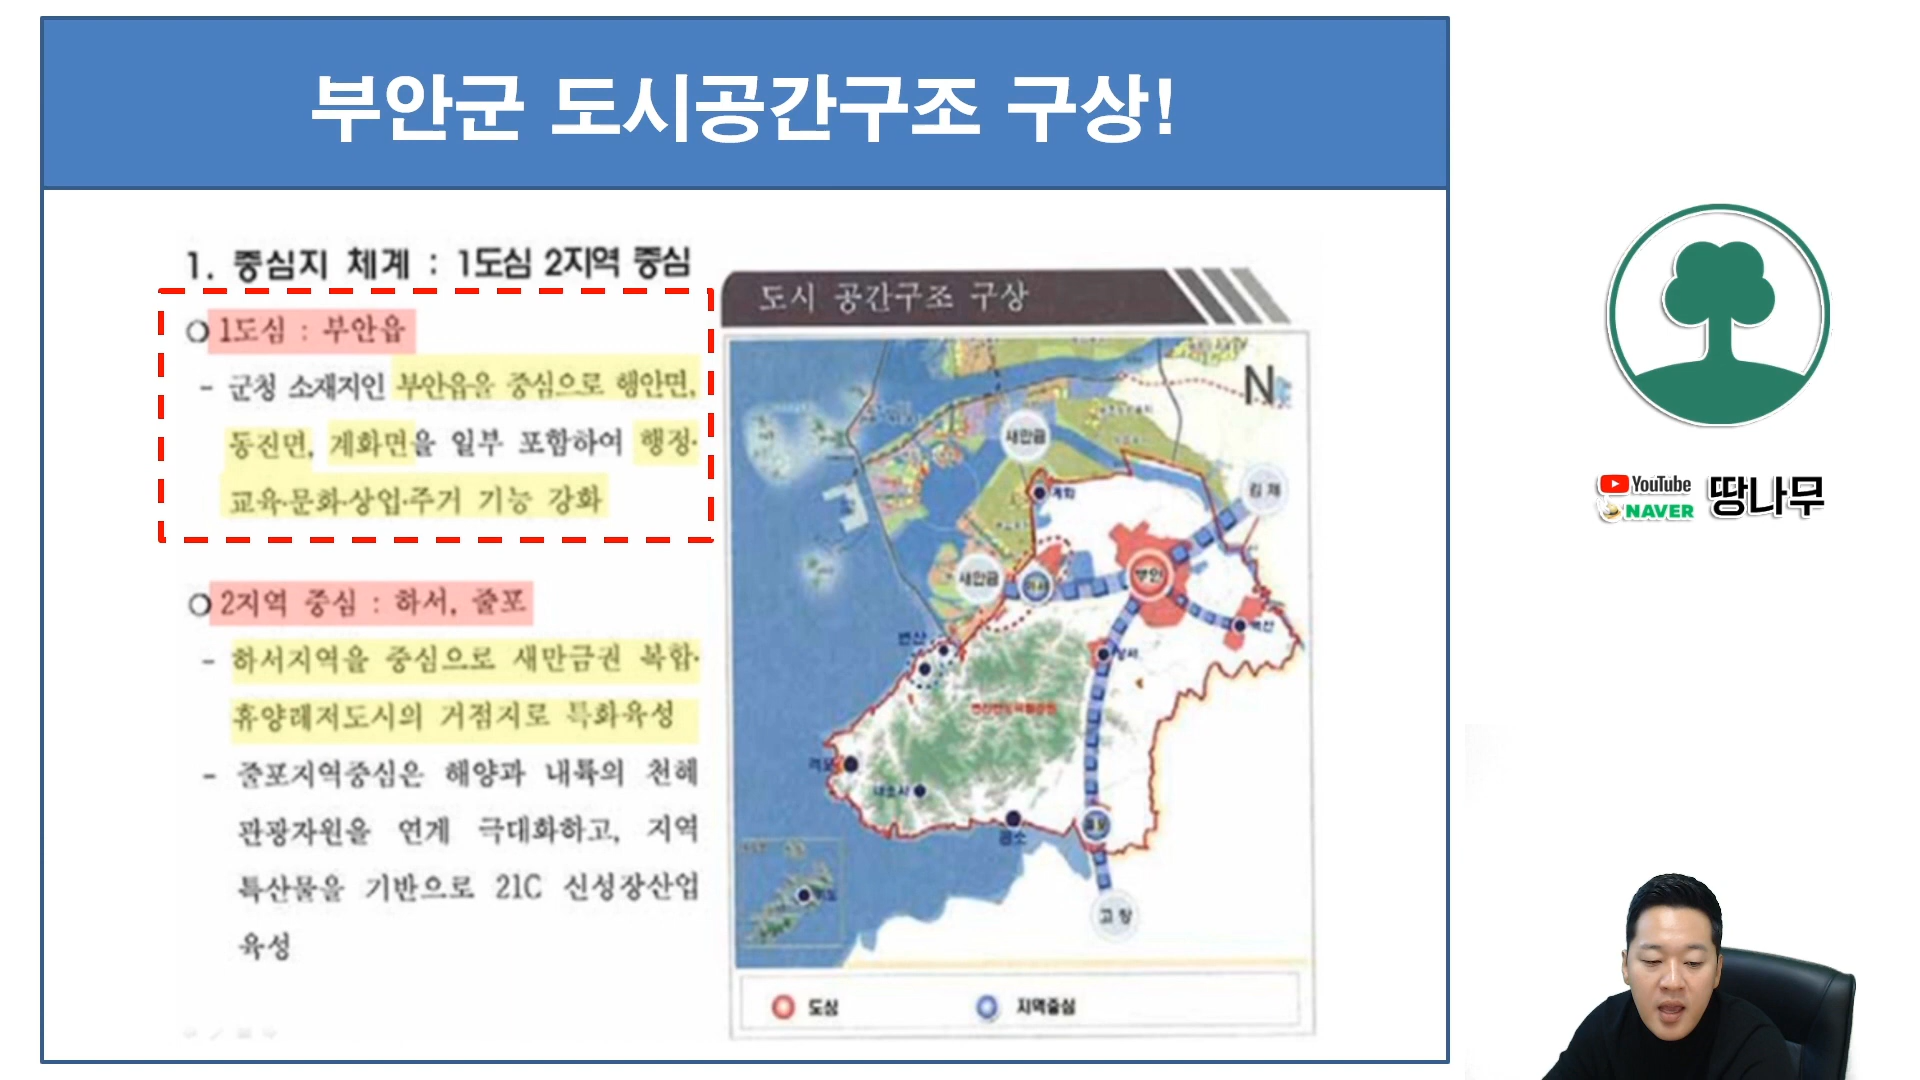 부안군 도시공간구조 구상!
1. 중심지 체계 : 1도심 2지역 중심
1도심 : 부안읍
- 군청 소재지인 부안읍을 중심으로 행안면,
동진면, 계화면을 일부 포함하여 행정·
교육·문화·상업·주거 기능 강화
2지역 중심 : 하서, 줄포
- 하서지역을 중심으로 새만금권 복합·
휴양레저도시의 거점지로 특화육성
- 줄포지역중심은 해양과 내륙의 천혜
관광자원을 연계 극대화하고, 지역
특산물을 기반으로 21C 신성장산업
육성
도시 공간구조 구상
N
새만금
계화
김제
새만금
부안
변산
곰소
고창
도심
지역중심
YouTube
NAVER
땅나무